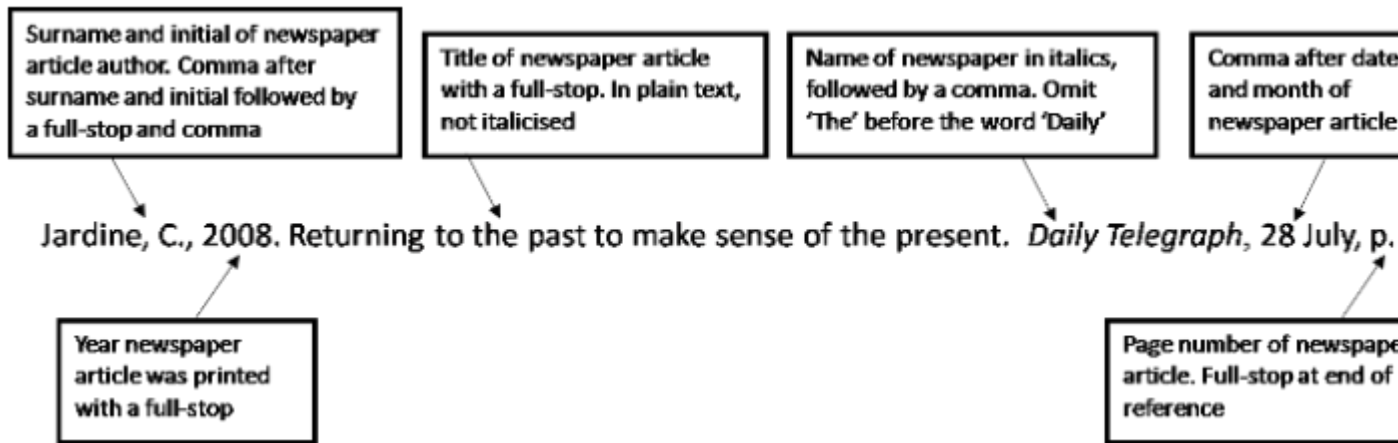 Surname and initial of newspaper
article author. Comma after
surname and initial followed by
a full-stop and comma
Title of newspaper article
with a full-stop. In plain text,
not italicised
Name of newspaper in italics,
followed by a comma. Omit
‘The’ before the word ‘Daily’
Comma after date
and month of
newspaper article
Jardine, C., 2008. Returning to the past to make sense of the present. Daily Telegraph, 28 July, p.
Year newspaper
article was printed
with a full-stop
Page number of newspape
article. Full-stop at end of
reference